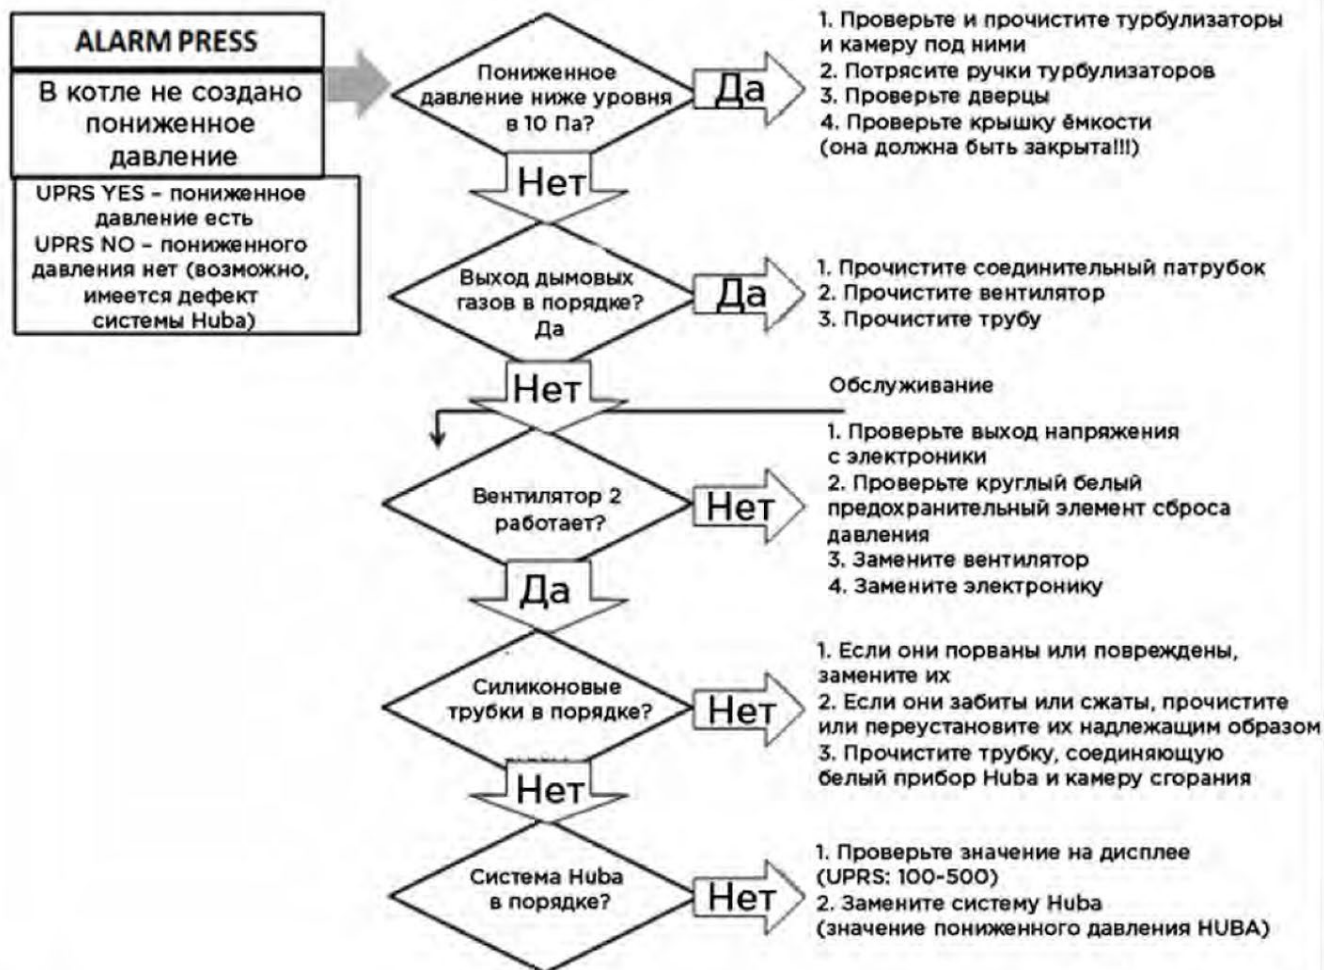 ALARM PRESS
В котле не создано
пониженное
давление
UPRS YES – пониженное
давление есть
UPRS NO – пониженного
давления нет (возможно,
имеется дефект
системы Huba)
Пониженное
давление ниже уровня
в 10 Па?
Да
1. Проверьте и прочистите турбулизаторы
и камеру под ними
2. Потрясите ручки турбулизаторов
3. Проверьте дверцы
4. Проверьте крышку ёмкости
(она должна быть закрыта!!!)
Нет
Выход дымовых
газов в порядке?
Да
Да
1. Прочистите соединительный патрубок
2. Прочистите вентилятор
3. Прочистите трубу
Нет
Обслуживание
Вентилятор 2
работает?
Нет
1. Проверьте выход напряжения
с электроники
2. Проверьте круглый белый
предохранительный элемент сброса
давления
3. Замените вентилятор
4. Замените электронику
Да
Силиконовые
трубки в порядке?
Нет
1. Если они порваны или повреждены,
замените их
2. Если они забиты или сжаты, прочистите
или переустановите их надлежащим образом
3. Прочистите трубку, соединяющую
белый прибор Huba и камеру сгорания
Нет
Система Huba
в порядке?
Нет
1. Проверьте значение на дисплее
(UPRS: 100-500)
2. Замените систему Huba
(значение пониженного давления HUBA)